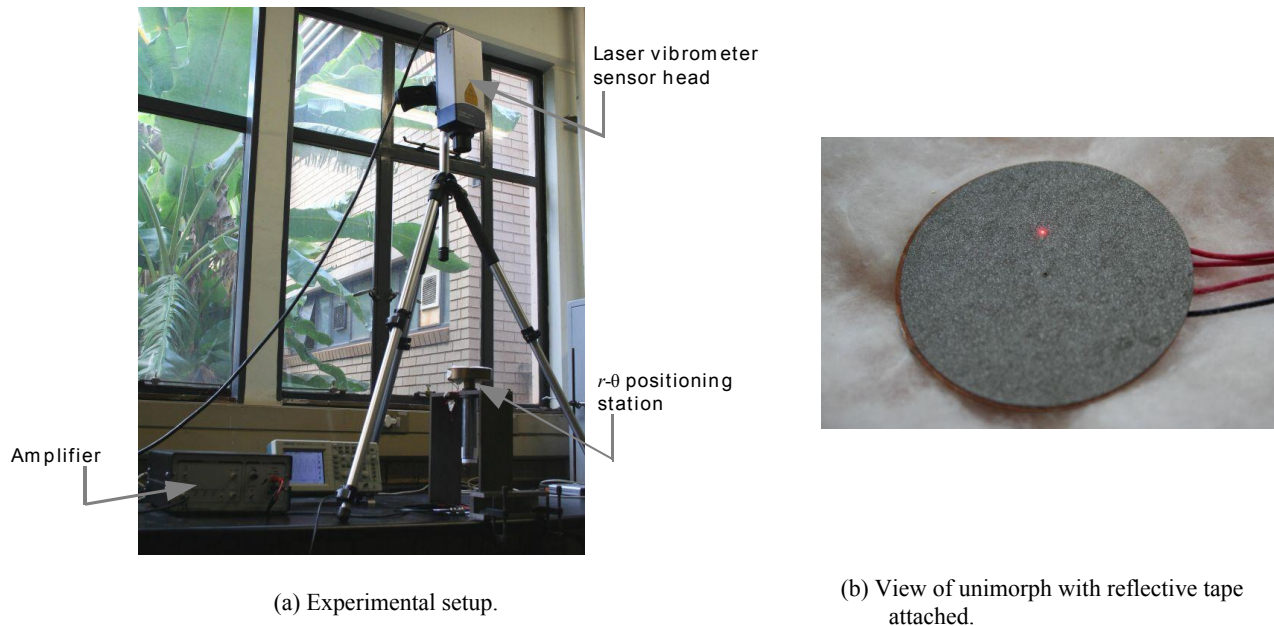 Laser vibrometer
sensor head
r-θ positioning
station
Amplifier
(a) Experimental setup.
(b) View of unimorph with reflective tape
attached.